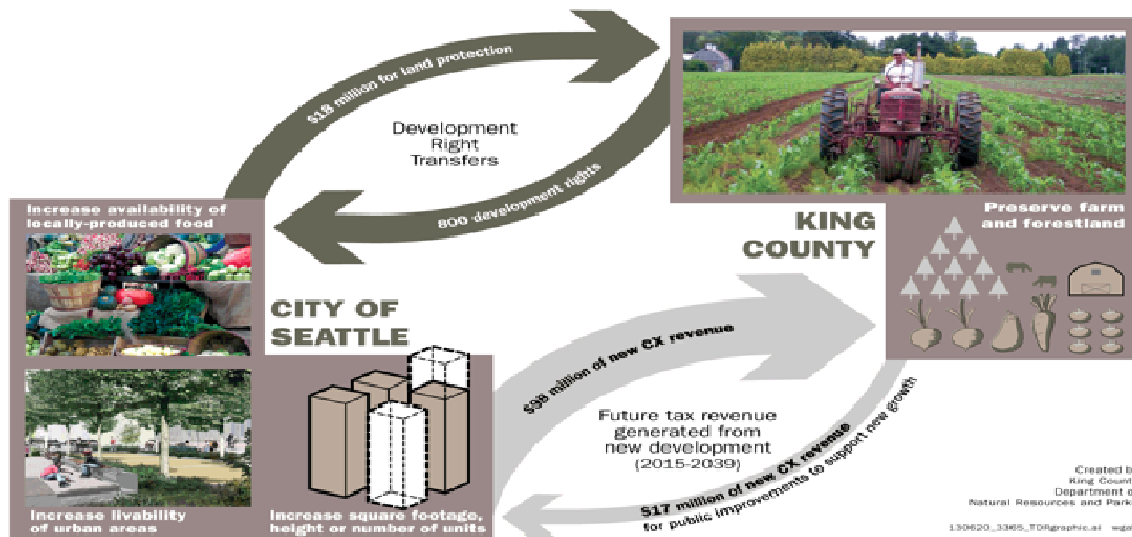 $18 million for land protection
Development
Right
Transfers
800 development rights
Increase availability of
locally-produced food
KING
COUNTY
Preserve farm
and forestland
CITY OF
SEATTLE
$98 million of new CX revenue
Future tax revenue
generated from
new development
(2015-2039)
$17 million of new CX revenue
for public improvements to support new growth
Increase livability
of urban areas
Increase square footage,
height or number of units
Created b
King Count
Department o
Natural Resources and Park
130620_3365_TDRgraphic.ai